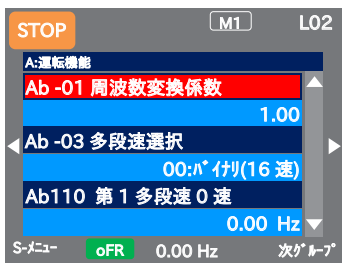 STOP M1 L02
A:運転機能
Ab -01 周波数変換係数
1.00
Ab -03 多段速選択
00:ﾊﾞｲﾅﾘ(16 速)
Ab110 第 1 多段速 0 速
0.00 Hz
S-ﾒﾆｭｰ oFR 0.00 Hz 次ｸﾞﾙｰﾌﾟ